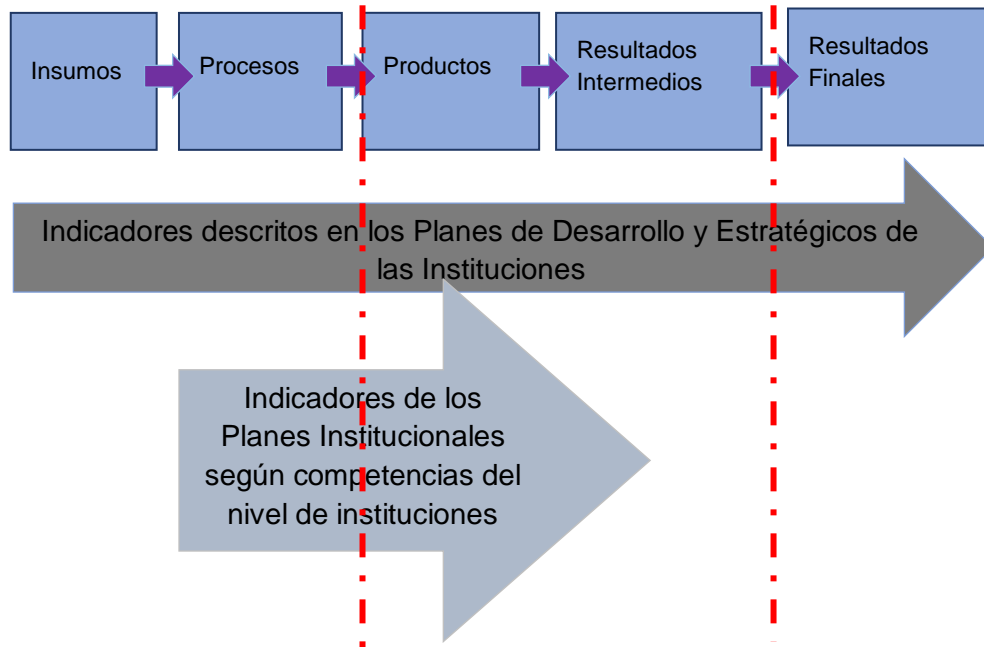 Insumos
Procesos
Productos
Resultados
Intermedios
Resultados
Finales
Indicadores descritos en los Planes de Desarrollo y Estratégicos de
las Instituciones
Indicadores de los
Planes Institucionales
según competencias del
nivel de instituciones